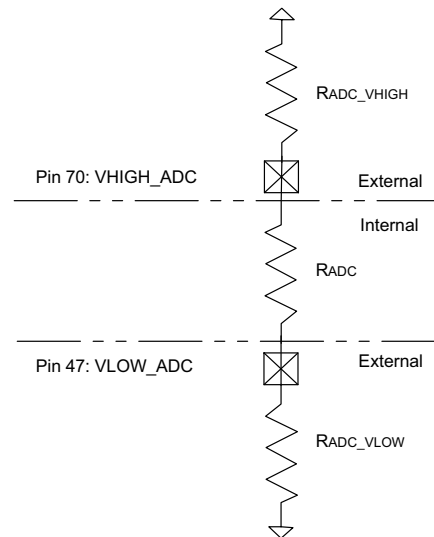 RADC_VHIGH
Pin 70: VHIGH_ADC
External
Internal
RADC
Pin 47: VLOW_ADC
External
RADC_VLOW